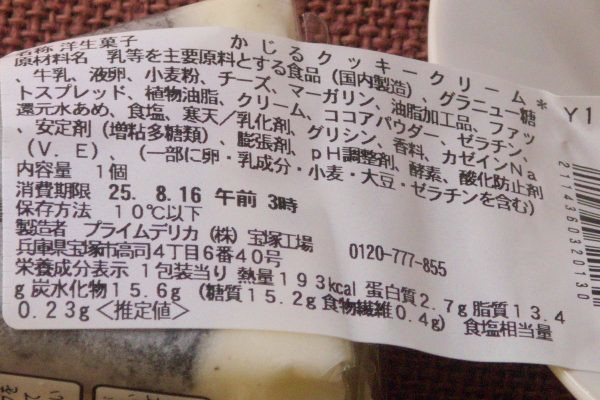 名称 洋生菓子 かじるクッキークリーム*
原材料名 乳等を主要原料とする食品（国内製造）、グラニュー糖
、牛乳、液卵、小麦粉、チーズ、マーガリン、油脂加工品、ファッ
トスプレッド、植物油脂、クリーム、ココアパウダー、ゼラチン、
還元水あめ、食塩、寒天／乳化剤、グリシン、香料、カゼインNa
、安定剤（増粘多糖類）、膨張剤、pH調整剤、酵素、酸化防止剤
（V．E）、（一部に卵・乳成分・小麦・大豆・ゼラチンを含む）
内容量 1個
消費期限 25. 8.16 午前 3時
保存方法 10℃以下
製造者 プライムデリカ（株）宝塚工場
兵庫県宝塚市高司4丁目6番40号 0120-777-855
栄養成分表示 1包装当り 熱量193kcal 蛋白質2.7g 脂質13.4
g 炭水化物15.6g （糖質15.2g 食物繊維0.4g） 食塩相当量
0.23g＜推定値＞
Y1
2114360320130